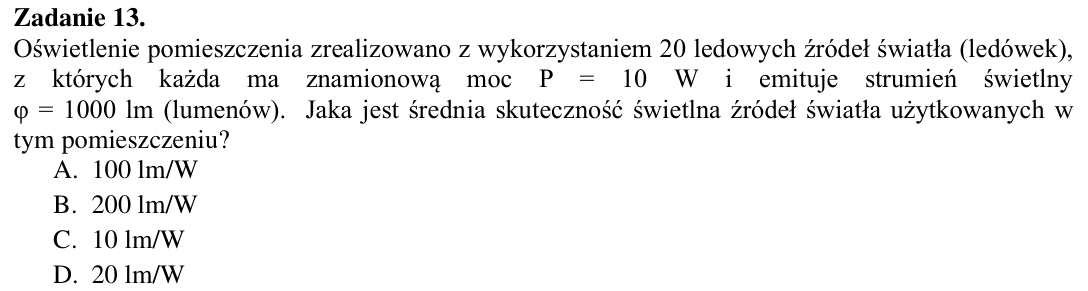 Zadanie 13.
Oświetlenie pomieszczenia zrealizowano z wykorzystaniem 20 ledowych źródeł światła (ledówek),
z których każda ma znamionową moc P = 10 W i emituje strumień świetlny
φ = 1000 lm (lumenów). Jaka jest średnia skuteczność świetlna źródeł światła użytkowanych w
tym pomieszczeniu?
A. 100 lm/W
B. 200 lm/W
C. 10 lm/W
D. 20 lm/W